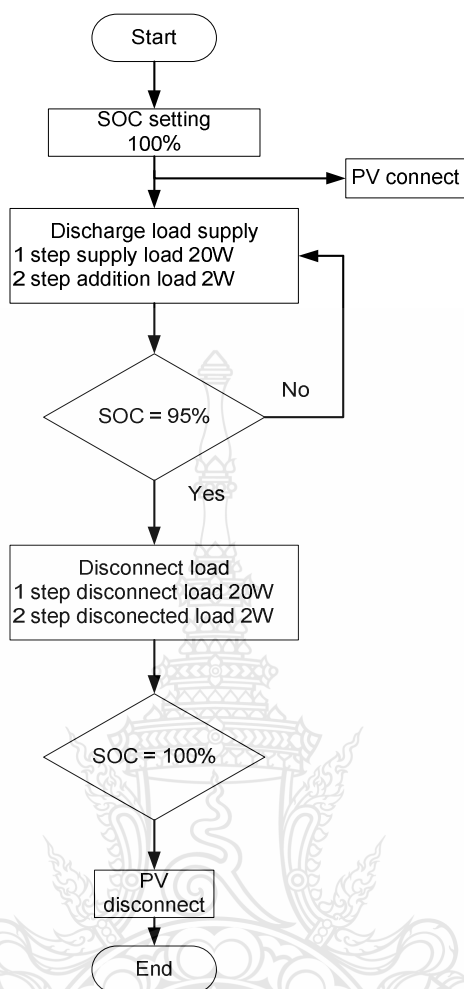 Start
SOC setting
100%
PV connect
Discharge load supply
1 step supply load 20W
2 step addition load 2W
SOC = 95%
No
Yes
Disconnect load
1 step disconnect load 20W
2 step disconected load 2W
SOC = 100%
PV
disconnect
End